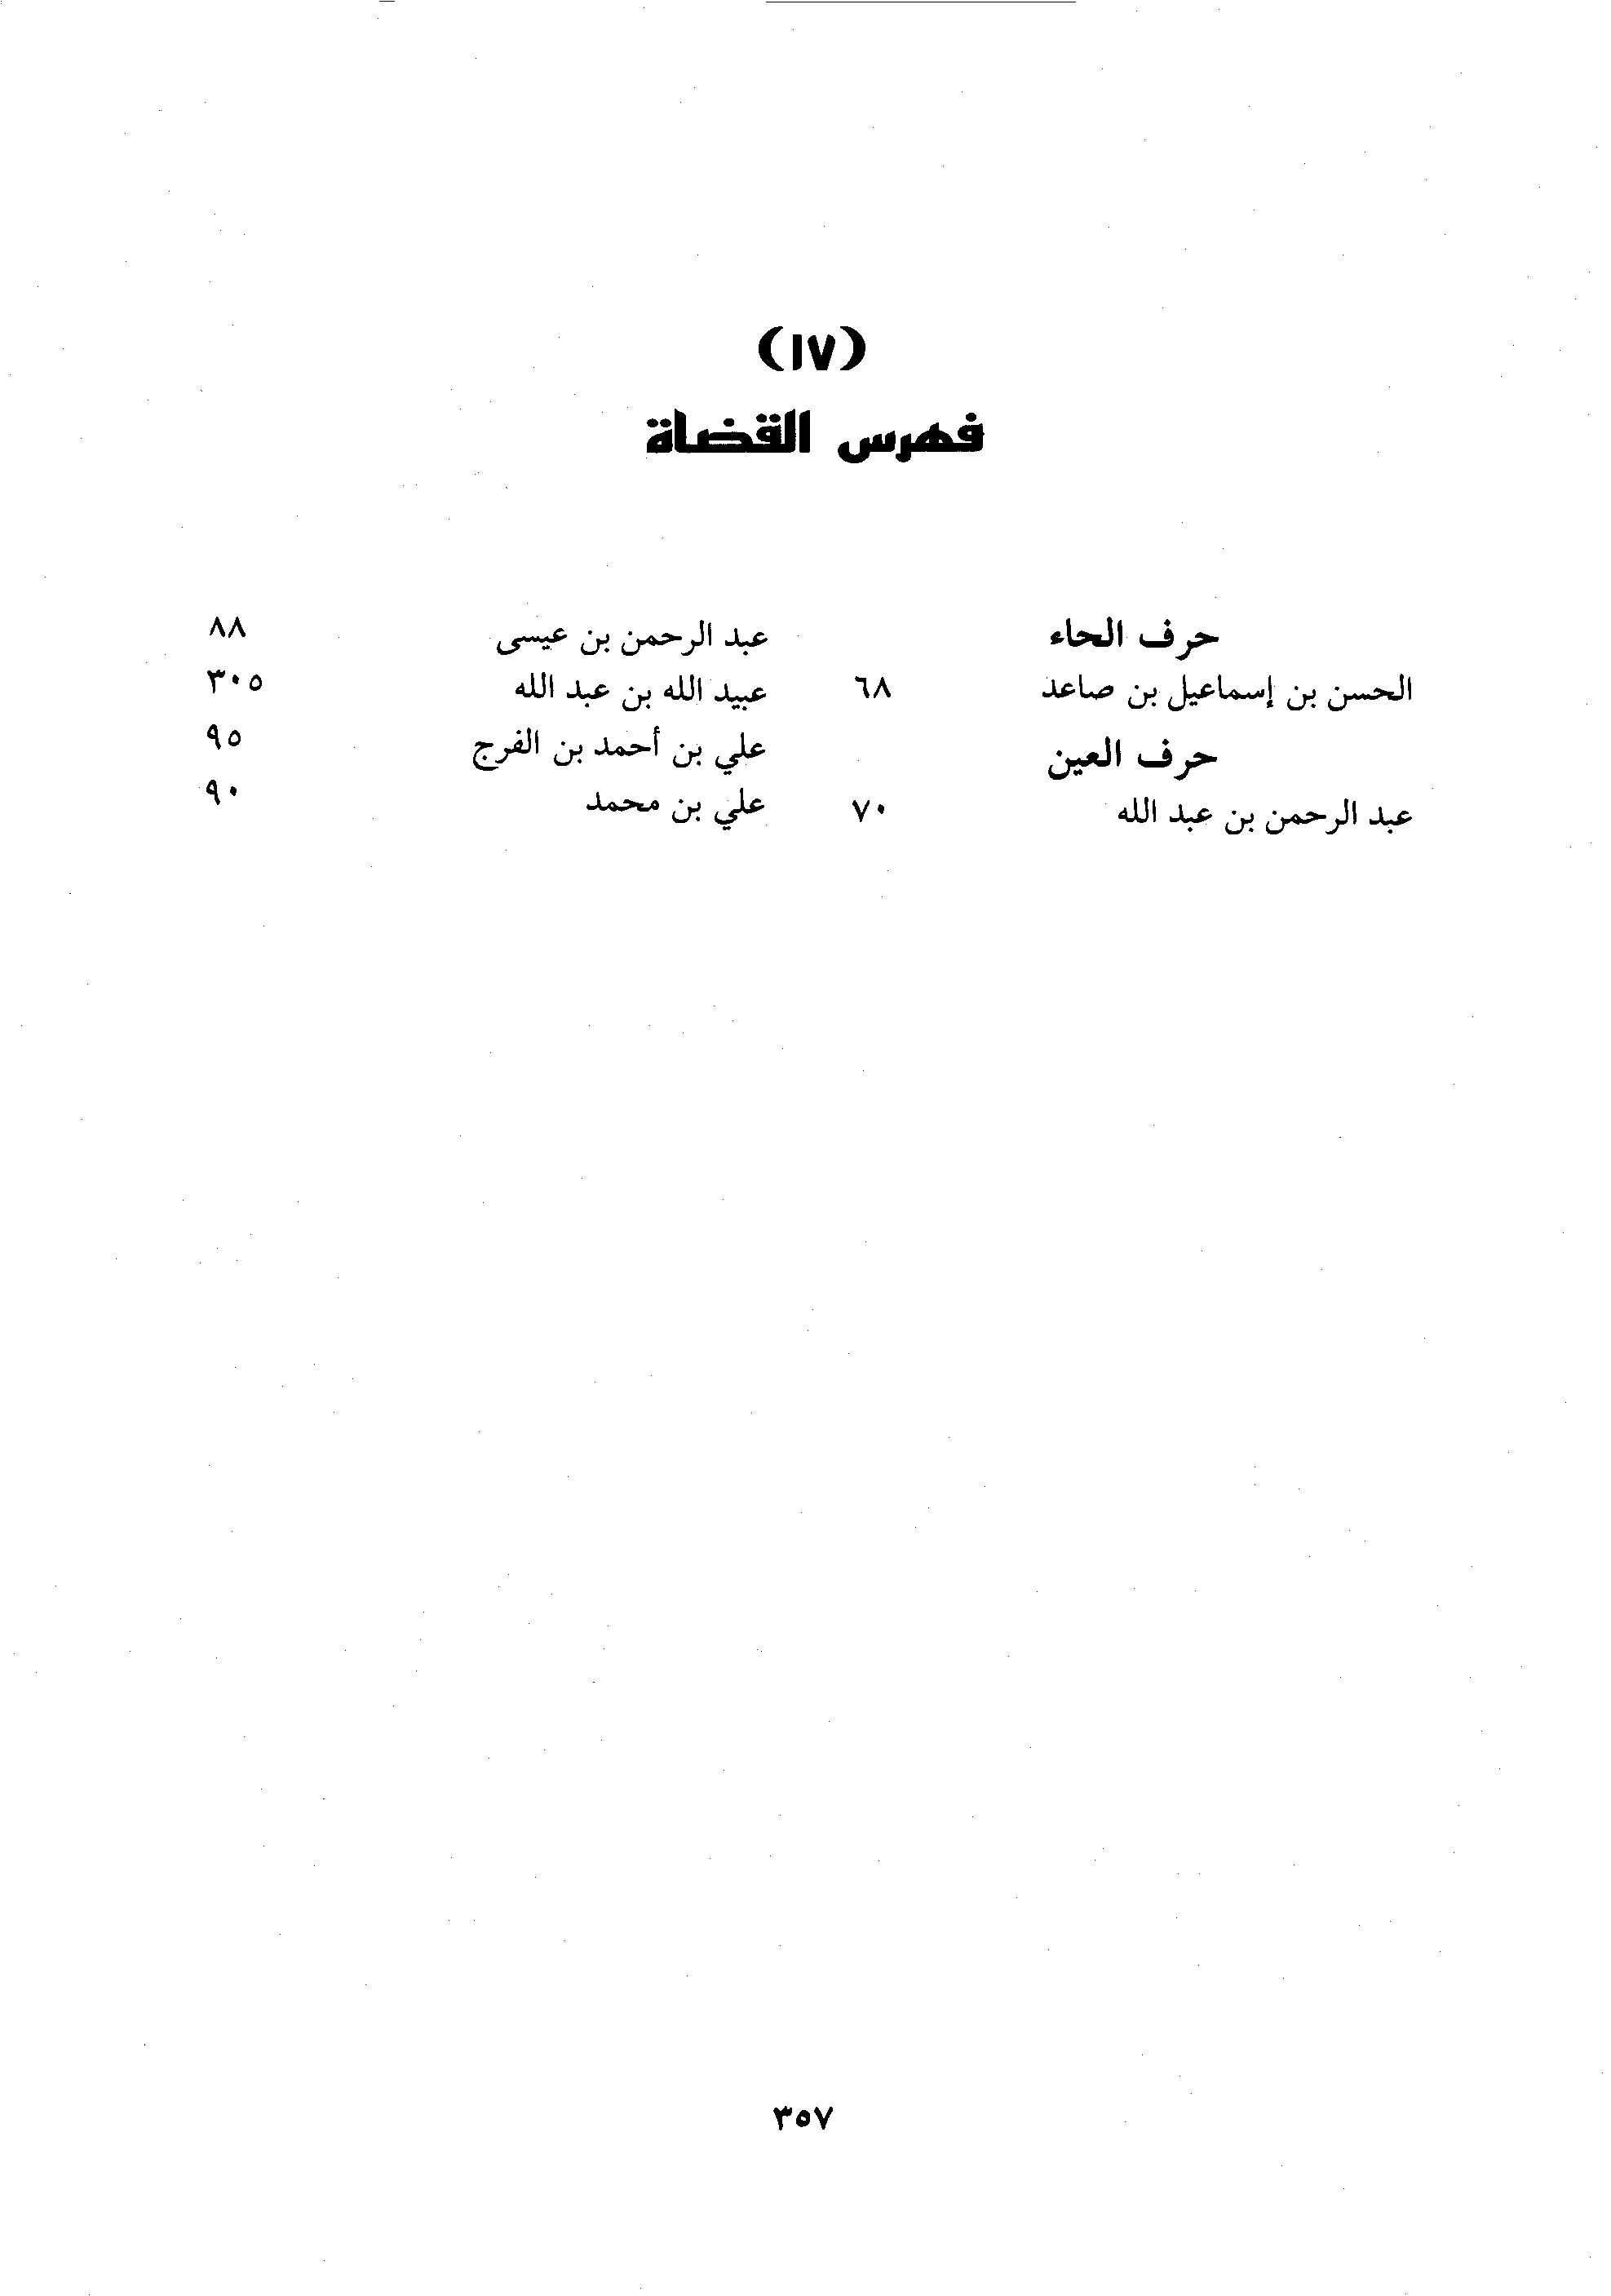 (١٧)
فهرس القضاة
حرف الحاء
الحسن بن إسماعيل بن صاعد ٦٨
حرف العين
عبد الرحمن بن عبد الله ٧٠
عبد الرحمن بن عيسى ٨٨
عبيد الله بن عبد الله ٣٠٥
علي بن أحمد بن الفرج ٩٥
علي بن محمد ٩٠
٣٥٧